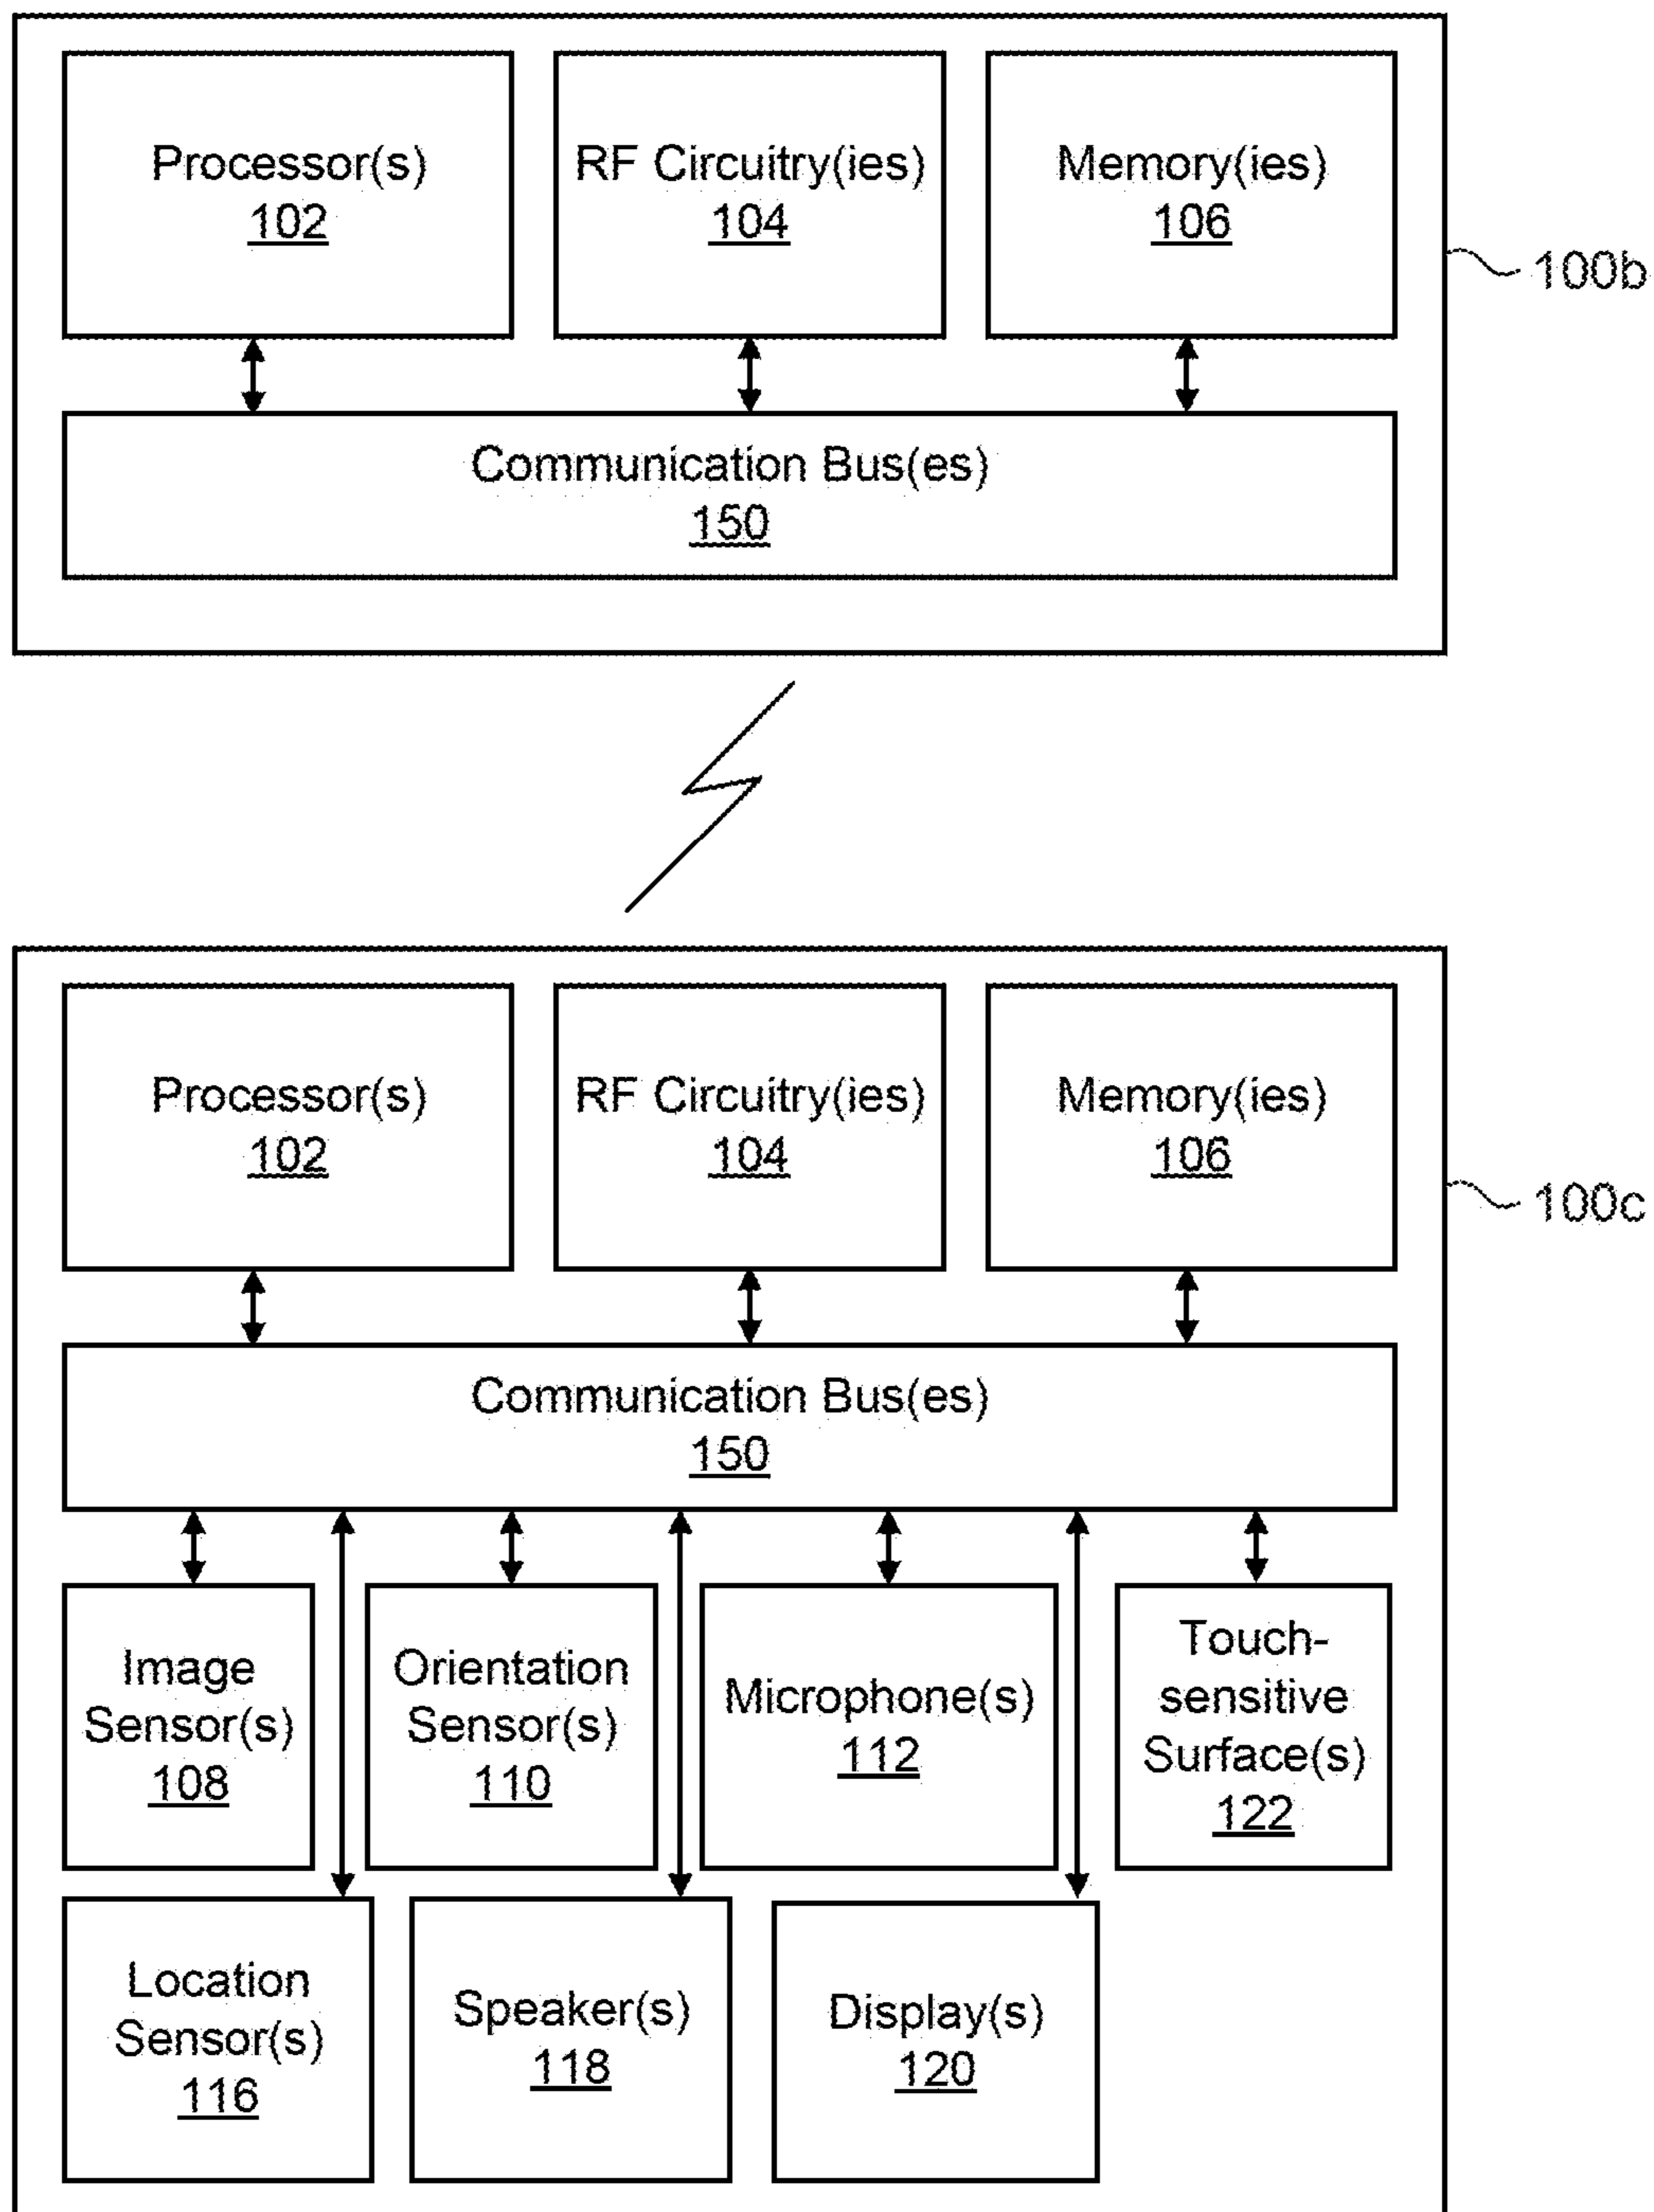 Processor(s)
102
RF Circuitry(ies)
104
Memory(ies)
106
100b
Communication Bus(es)
150
Processor(s)
102
RF Circuitry(ies)
104
Memory(ies)
106
100c
Communication Bus(es)
150
Image
Sensor(s)
108
Orientation
Sensor(s)
110
Microphone(s)
112
Touch-
sensitive
Surface(s)
122
Location
Sensor(s)
116
Speaker(s)
118
Display(s)
120